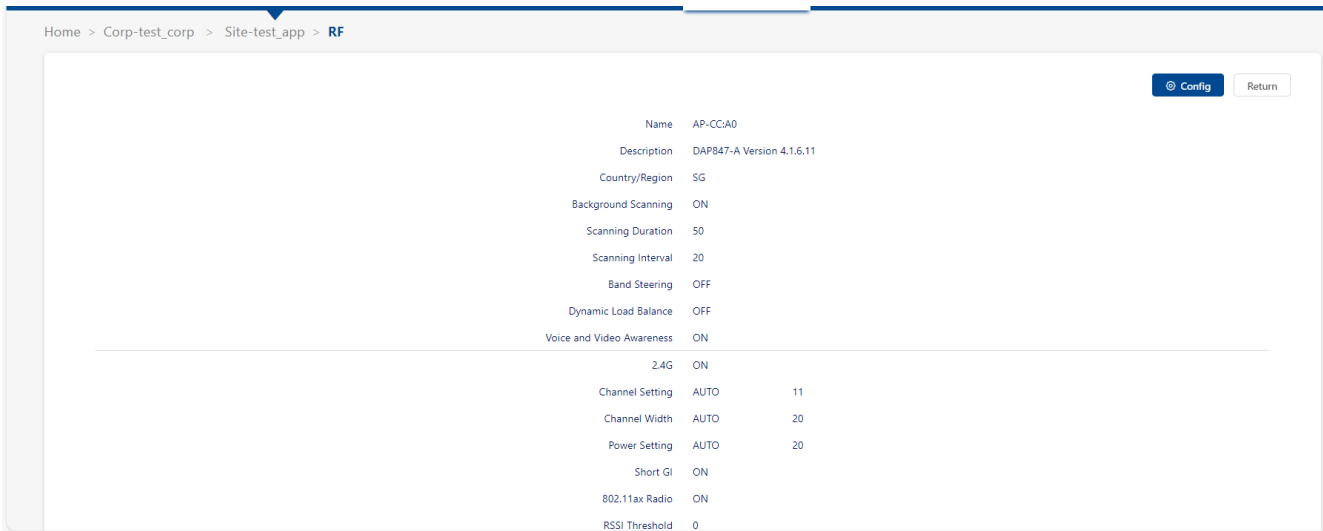 Home > Corp-test_corp > Site-test_app > RF
Config Return
Name AP-CC:A0
Description DAP847-A Version 4.1.6.11
Country/Region SG
Background Scanning ON
Scanning Duration 50
Scanning Interval 20
Band Steering OFF
Dynamic Load Balance OFF
Voice and Video Awareness ON
2.4G ON
Channel Setting AUTO 11
Channel Width AUTO 20
Power Setting AUTO 20
Short GI ON
802.11ax Radio ON
RSSI Threshold 0